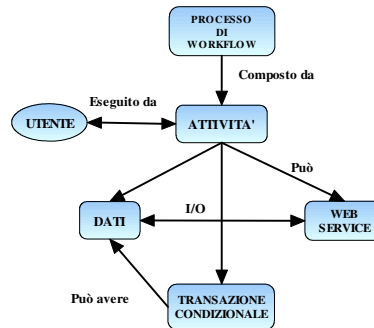 PROCESSO
DI
WORKFLOW
Composto da
Eseguito da
UTENTE
ATTIVITA'
Può
I/O
DATI
WEB
SERVICE
Può avere
TRANSAZIONE
CONDIZIONALE